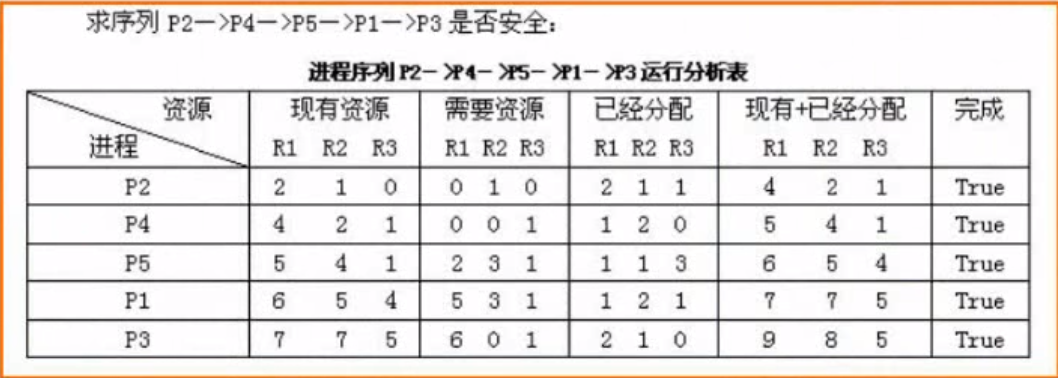 求序列 P2—>P4—>P5—>P1—>P3 是否安全：
进程序列 P2—>P4—>P5—>P1—>P3 运行分析表
资源 现有资源 需要资源 已经分配 现有+已经分配 完成
进程 R1 R2 R3 R1 R2 R3 R1 R2 R3 R1 R2 R3
P2 2 1 0 0 1 0 2 1 1 4 2 1 True
P4 4 2 1 0 0 1 1 2 0 5 4 1 True
P5 5 4 1 2 3 1 1 1 3 6 5 4 True
P1 6 5 4 5 3 1 1 2 1 7 7 5 True
P3 7 7 5 6 0 1 2 1 0 9 8 5 True